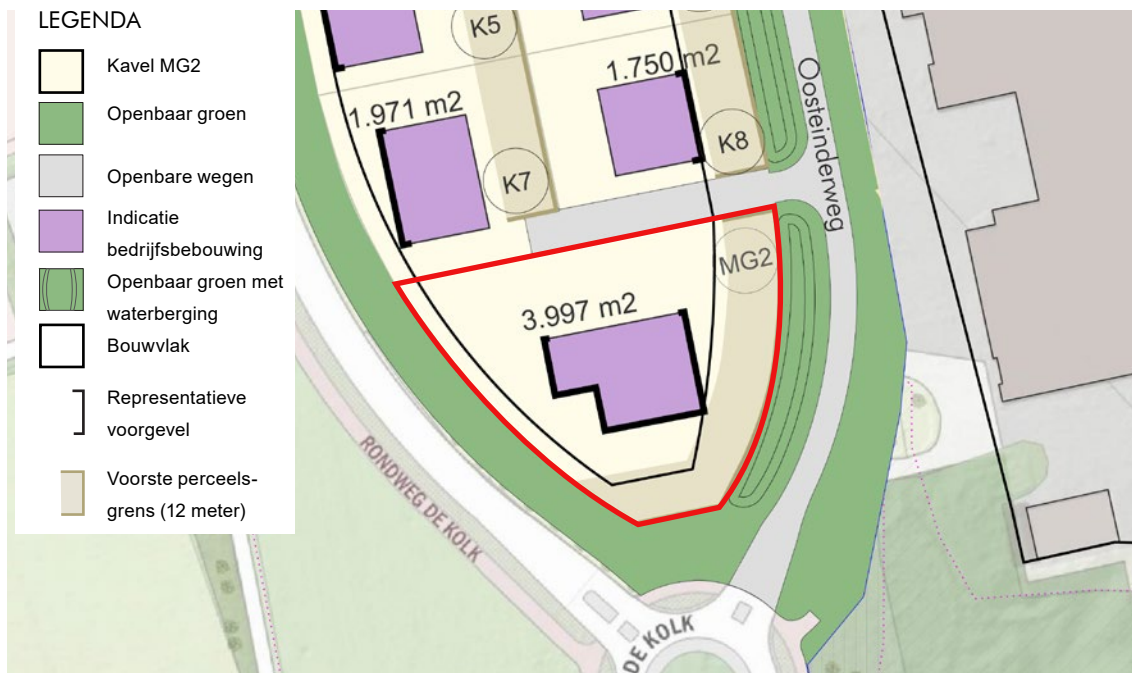 LEGENDA
Kavel MG2
Openbaar groen
Openbare wegen
Indicatie
bedrijfsbebouwing
Openbaar groen met
waterberging
Bouwvlak
Representatieve
voorgevel
Voorste perceels-
grens (12 meter)
K5
1.750 m2
1.971 m2
K8
K7
Oosteinderweg
MG2
3.997 m2
RONDWEG DE KOLK
DE KOLK